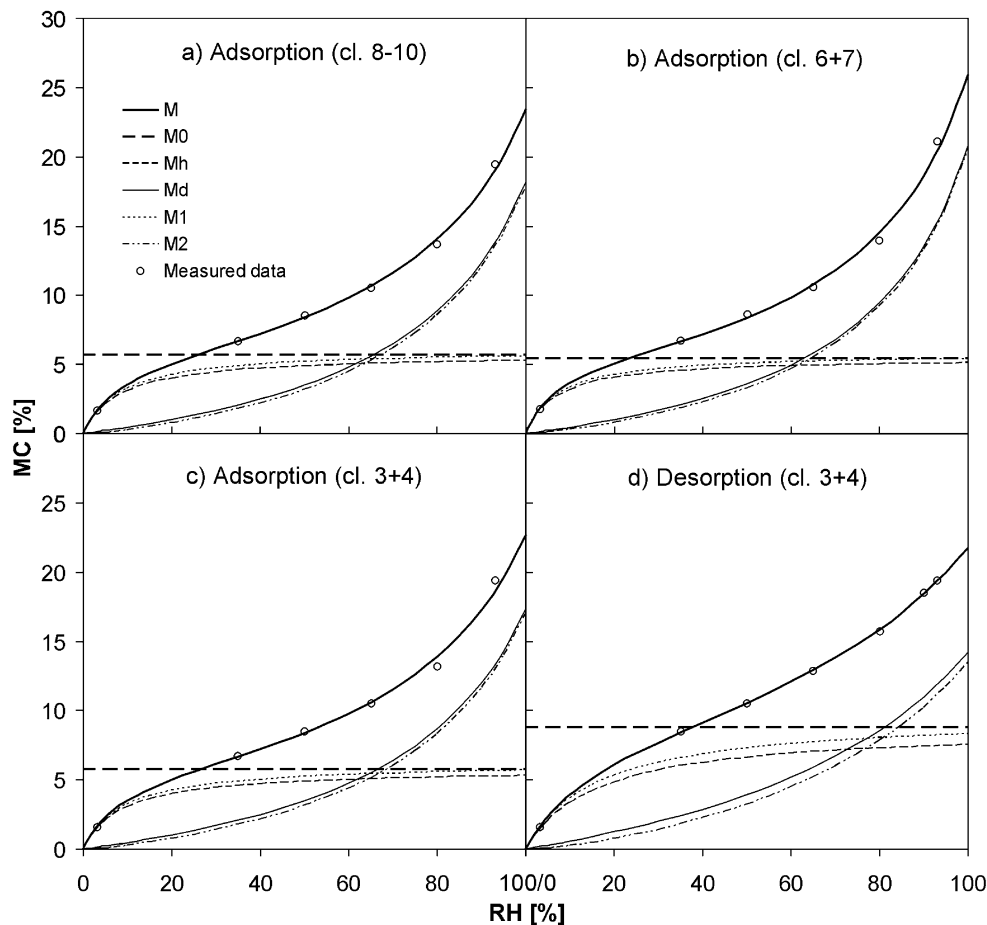 30
25
20
15
10
5
0
a) Adsorption (cl. 8-10)
M
M0
Mh
Md
M1
M2
Measured data
b) Adsorption (cl. 6+7)
MC [%]
25
20
15
10
5
0
c) Adsorption (cl. 3+4)
d) Desorption (cl. 3+4)
0 20 40 60 80 100/0 20 40 60 80 100
RH [%]